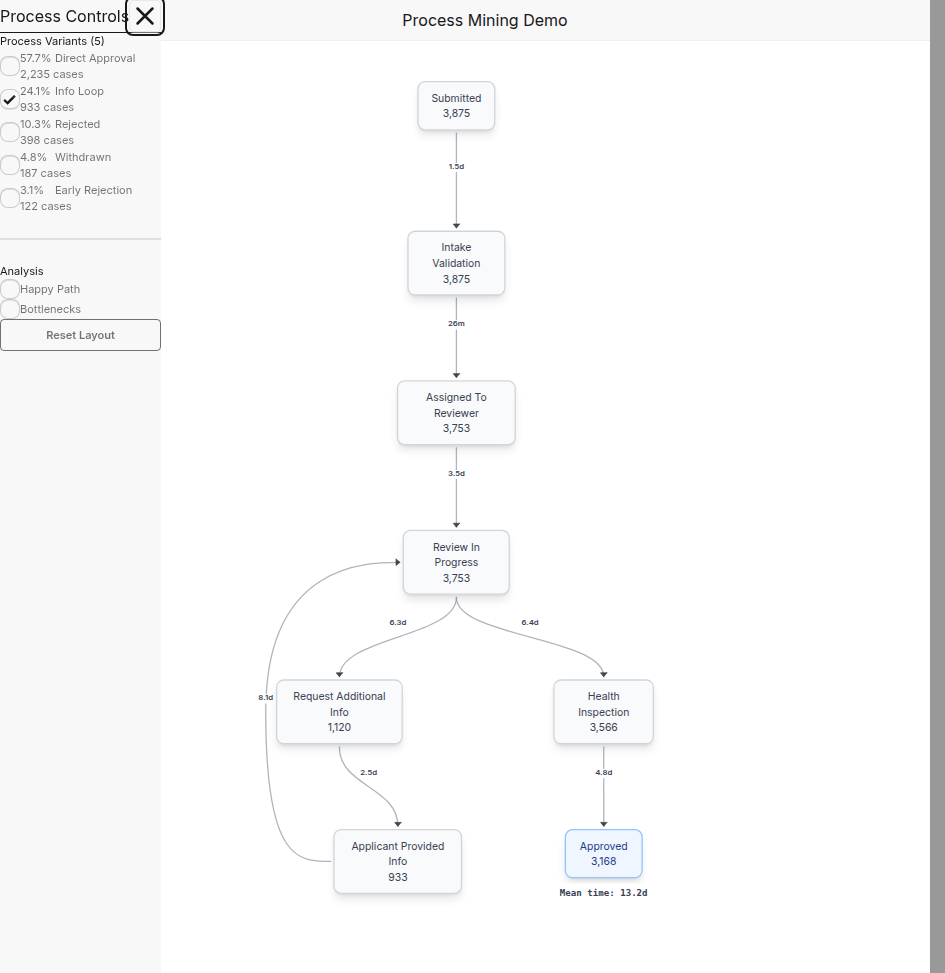 Process Controls
Process Mining Demo
Process Variants (5)
57.7% Direct Approval
2,235 cases
24.1% Info Loop
933 cases
10.3% Rejected
398 cases
4.8% Withdrawn
187 cases
3.1% Early Rejection
122 cases
Analysis
Happy Path
Bottlenecks
Reset Layout
Submitted
3,875
1.5d
Intake
Validation
3,875
26m
Assigned To
Reviewer
3,753
3.5d
Review In
Progress
3,753
6.3d
6.4d
8.1d
Request Additional
Info
1,120
Health
Inspection
3,566
2.5d
4.8d
Applicant Provided
Info
933
Approved
3,168
Mean time: 13.2d